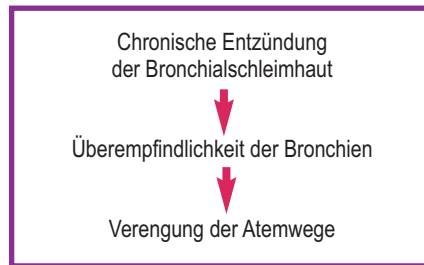 Chronische Entzündung
der Bronchialschleimhaut
Überempfindlichkeit der Bronchien
Verengung der Atemwege